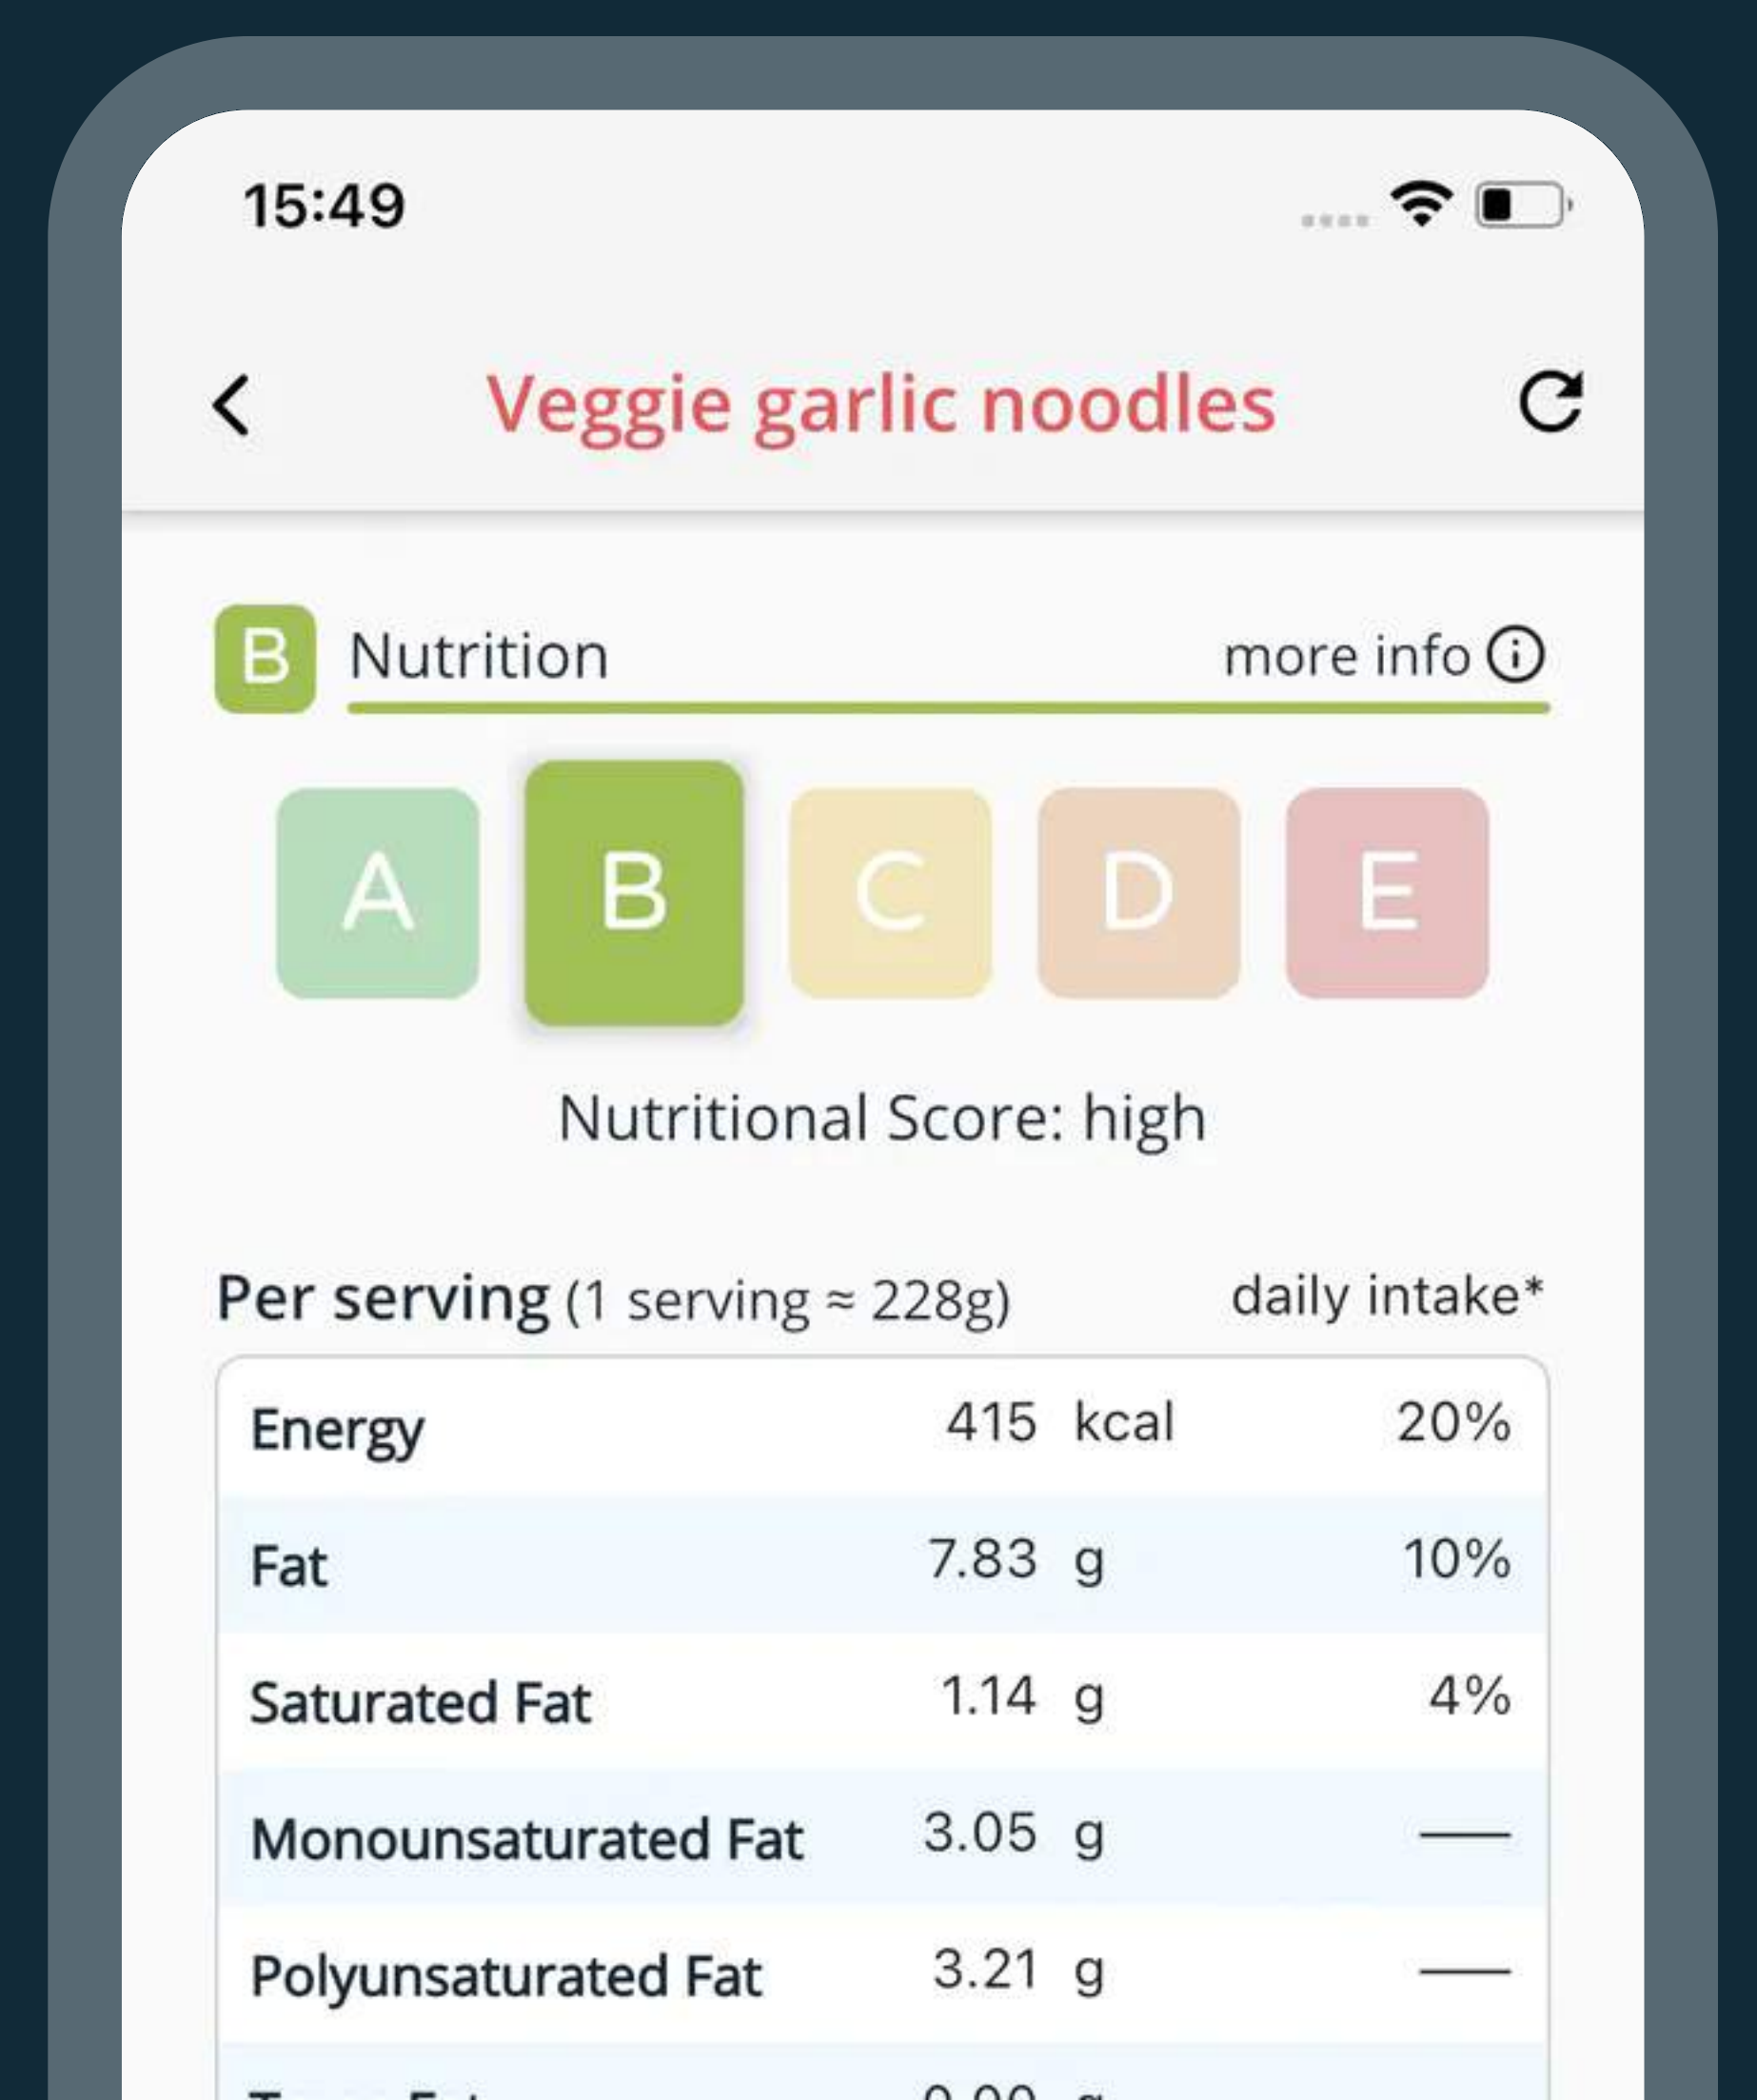 15:49
Veggie garlic noodles
B Nutrition more info
A B C D E
Nutritional Score: high
Per serving (1 serving ≈ 228g) daily intake*
Energy 415 kcal 20%
Fat 7.83 g 10%
Saturated Fat 1.14 g 4%
Monounsaturated Fat 3.05 g —
Polyunsaturated Fat 3.21 g —